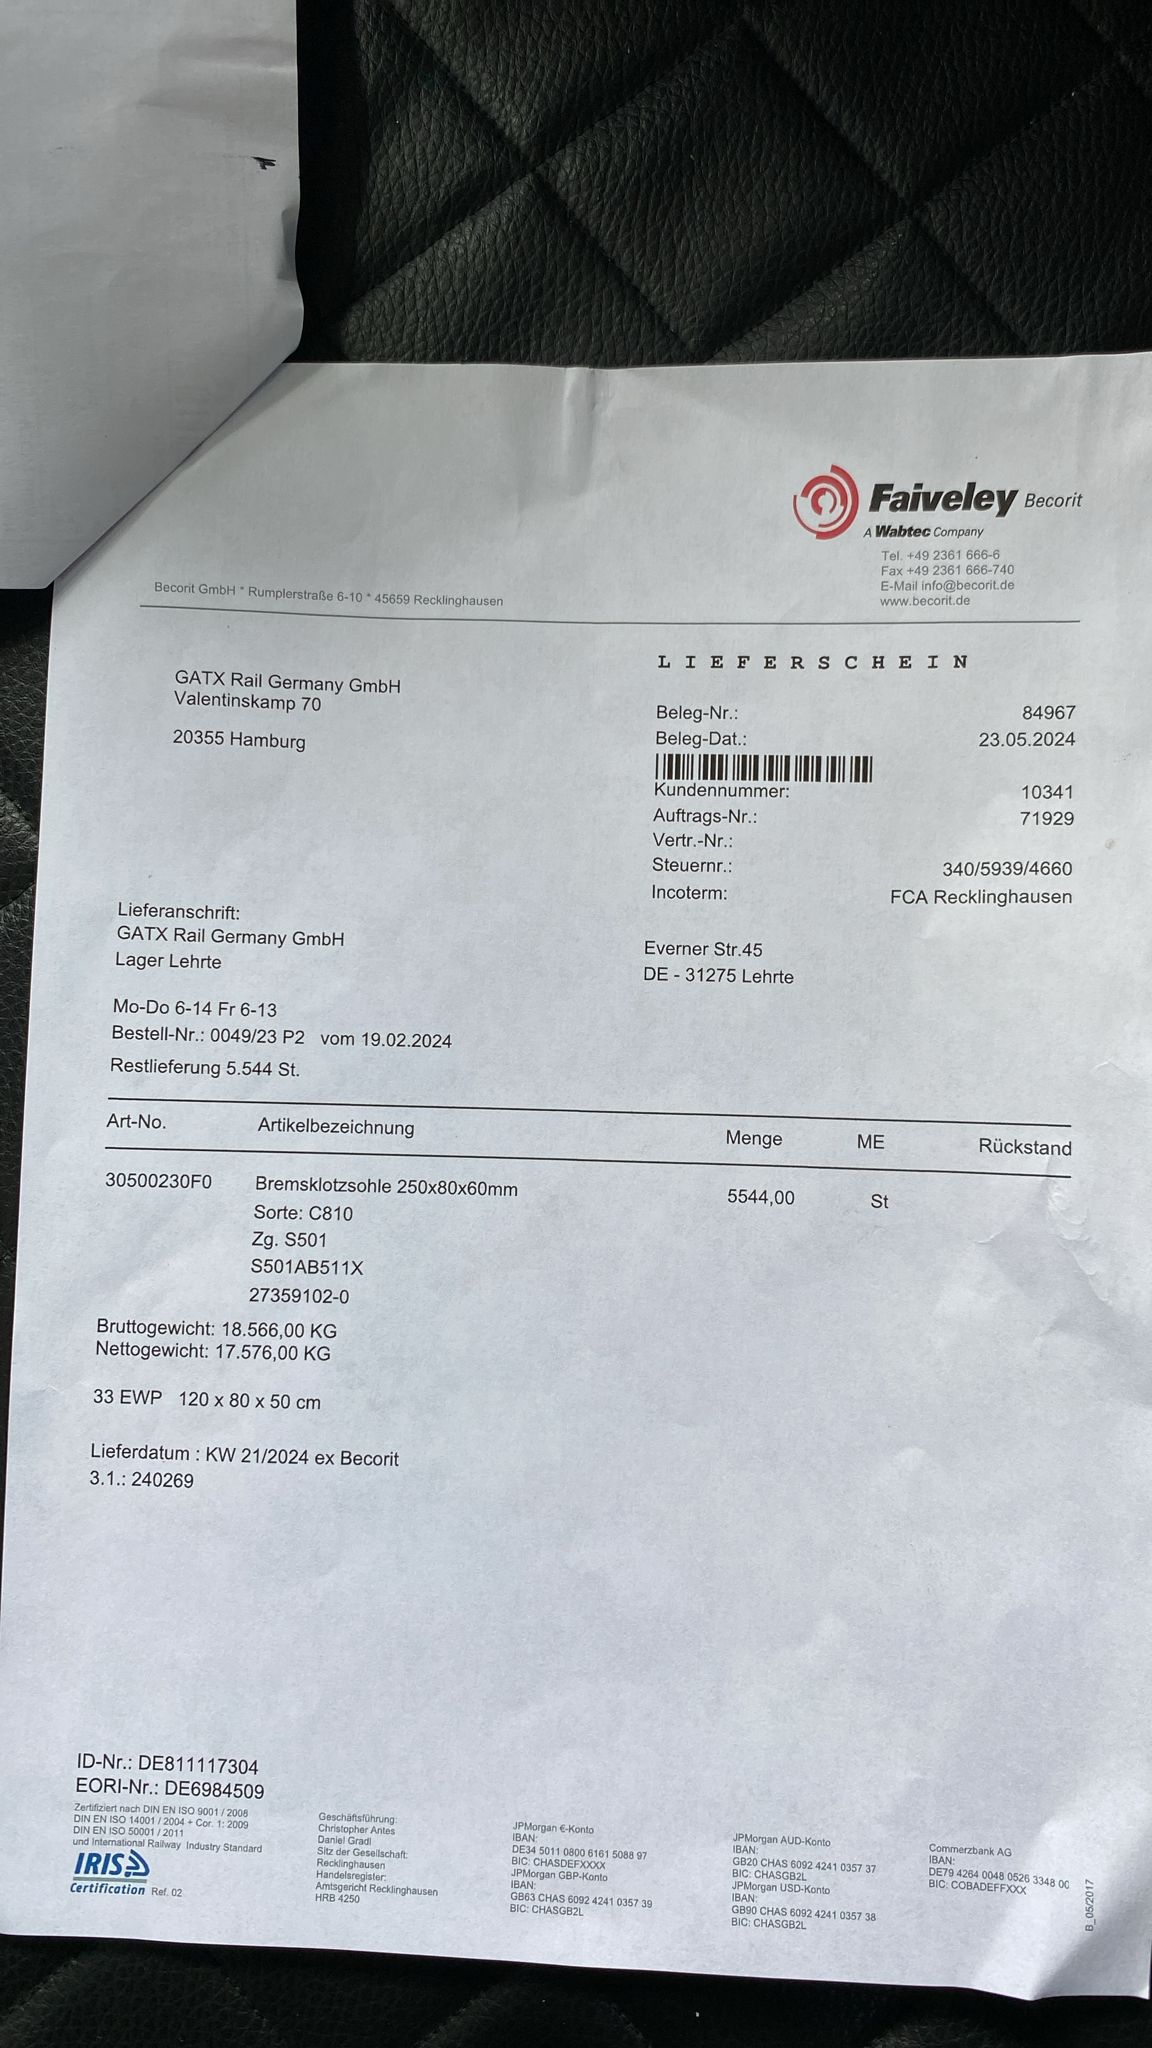 Faiveley Becorit
A Wabtec Company
Tel. +49 2361 666-6
Fax +49 2361 666-740
E-Mail info@becorit.de
www.becorit.de
Becorit GmbH * Rumplerstraße 6-10 * 45659 Recklinghausen
LIEFERSCHEIN
GATX Rail Germany GmbH
Valentinskamp 70
20355 Hamburg
Beleg-Nr.: 84967
Beleg-Dat.: 23.05.2024
Kundennummer: 10341
Auftrags-Nr.: 71929
Vertr.-Nr.:
Steuernr.: 340/5939/4660
Incoterm: FCA Recklinghausen
Lieferanschrift:
GATX Rail Germany GmbH
Lager Lehrte
Everner Str.45
DE - 31275 Lehrte
Mo-Do 6-14 Fr 6-13
Bestell-Nr.: 0049/23 P2 vom 19.02.2024
Restlieferung 5.544 St.
Art-No. Artikelbezeichnung Menge ME Rückstand
30500230F0 Bremsklotzsohle 250x80x60mm 5544,00 St
Sorte: C810
Zg. S501
S501AB511X
27359102-0
Bruttogewicht: 18.566,00 KG
Nettogewicht: 17.576,00 KG
33 EWP 120 x 80 x 50 cm
Lieferdatum : KW 21/2024 ex Becorit
3.1.: 240269
ID-Nr.: DE811117304
EORI-Nr.: DE6984509
Zertifiziert nach DIN EN ISO 9001 / 2008
DIN EN ISO 14001 / 2004 + Cor. 1: 2009
DIN EN ISO 50001 / 2011
und International Railway Industry Standard
IRIS
Certification Ref. 02
Geschäftsführung:
Christopher Antes
Daniel Gradl
Sitz der Gesellschaft:
Recklinghausen
Handelsregister:
Amtsgericht Recklinghausen
HRB 4250
JPMorgan €-Konto
IBAN:
DE34 5011 0800 6161 5088 97
BIC: CHASDEFXXXX
JPMorgan GBP-Konto
IBAN:
GB63 CHAS 6092 4241 0357 39
BIC: CHASGB2L
JPMorgan AUD-Konto
IBAN:
GB20 CHAS 6092 4241 0357 37
BIC: CHASGB2L
JPMorgan USD-Konto
IBAN:
GB90 CHAS 6092 4241 0357 38
BIC: CHASGB2L
Commerzbank AG
IBAN:
DE79 4264 0048 0526 3348 00
BIC: COBADEFFXXX
B_05/2017